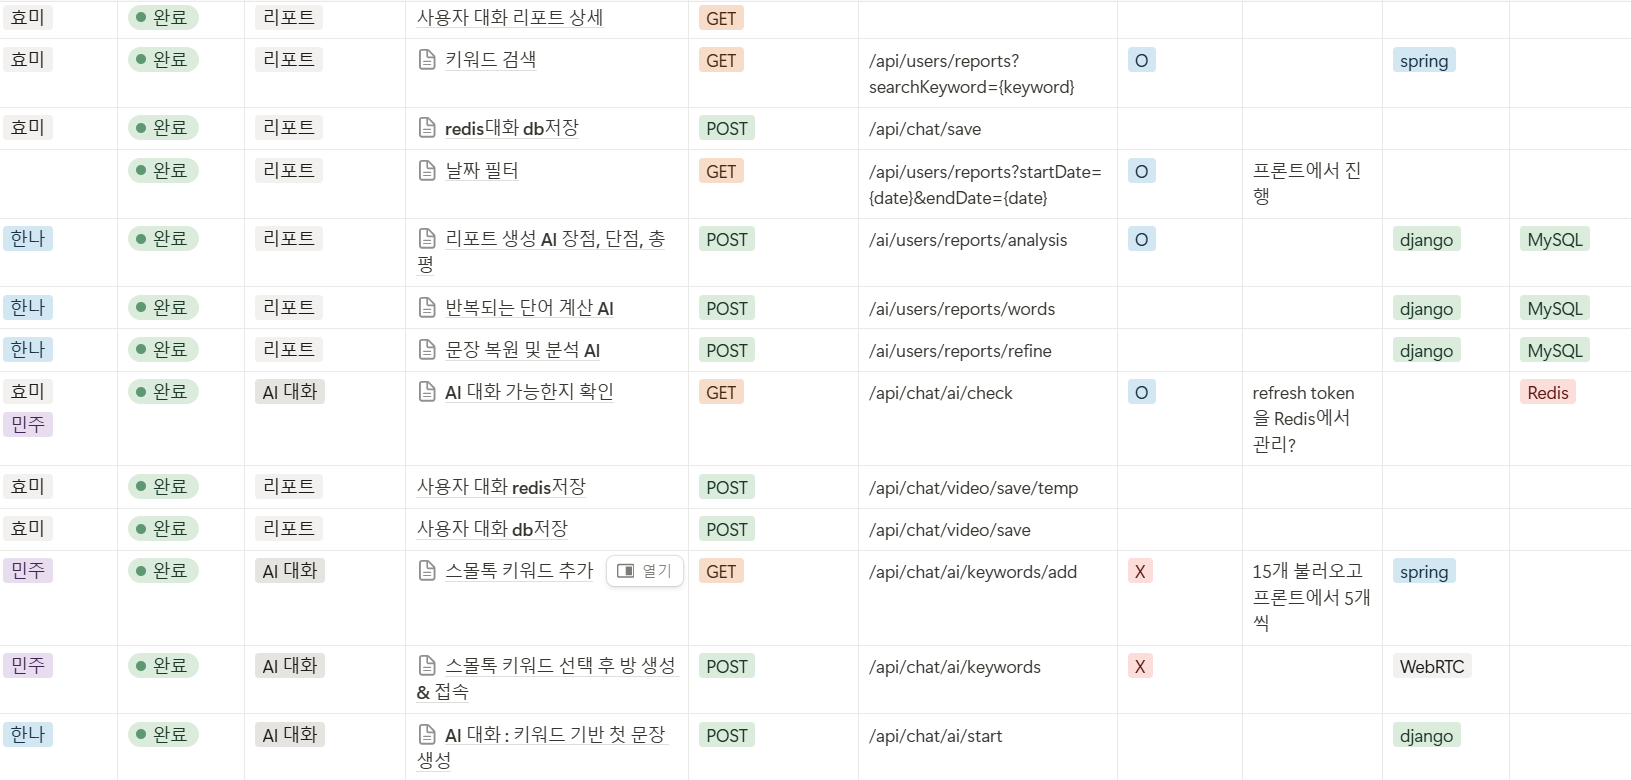 효미 완료 리포트 사용자 대화 리포트 상세 GET
효미 완료 리포트 키워드 검색 GET /api/users/reports? O spring
searchKeyword={keyword}
효미 완료 리포트 redis대화 db저장 POST /api/chat/save
완료 리포트 날짜 필터 GET /api/users/reports?startDate= O 프론트에서 진
{date}&endDate={date} 행
한나 완료 리포트 리포트 생성 AI 장점, 단점, 총 POST /ai/users/reports/analysis O django MySQL
평
한나 완료 리포트 반복되는 단어 계산 AI POST /ai/users/reports/words django MySQL
한나 완료 리포트 문장 복원 및 분석 AI POST /ai/users/reports/refine django MySQL
효미 완료 AI 대화 AI 대화 가능한지 확인 GET /api/chat/ai/check O refresh token Redis
민주 을 Redis에서
관리?
효미 완료 리포트 사용자 대화 redis저장 POST /api/chat/video/save/temp
효미 완료 리포트 사용자 대화 db저장 POST /api/chat/video/save
민주 완료 AI 대화 스몰톡 키워드 추가 열기 GET /api/chat/ai/keywords/add X 15개 불러오고 spring
프론트에서 5개
씩
민주 완료 AI 대화 스몰톡 키워드 선택 후 방 생성 POST /api/chat/ai/keywords X WebRTC
& 접속
한나 완료 AI 대화 AI 대화 : 키워드 기반 첫 문장 POST /api/chat/ai/start django
생성